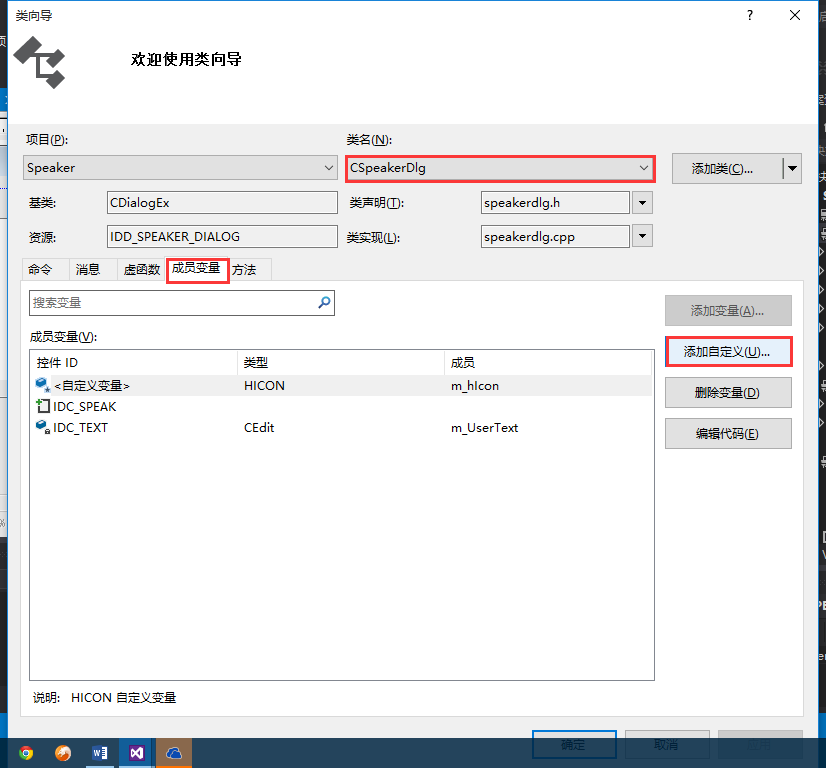 类向导
欢迎使用类向导
项目(P):
类名(N):
Speaker
CSpeakerDlg
添加类(C)...
基类:
CDialogEx
类声明(T):
speakerdlg.h
资源:
IDD_SPEAKER_DIALOG
类实现(L):
speakerdlg.cpp
命令 消息 虚函数 成员变量 方法
搜索变量
添加变量(A)...
成员变量(V):
添加自定义(U)...
控件 ID 类型 成员
<自定义变量> HICON m_hIcon
删除变量(D)
IDC_SPEAK
IDC_TEXT CEdit m_UserText
编辑代码(E)
说明: HICON 自定义变量
确定 取消